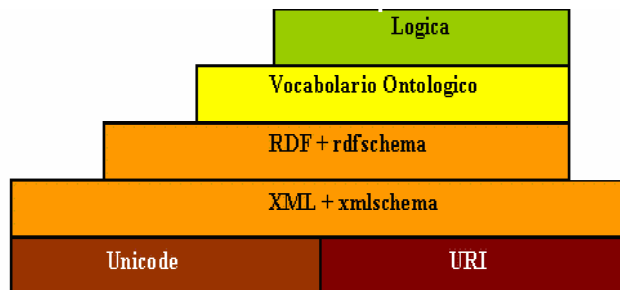 Logica
Vocabolario Ontologico
RDF + rdfschema
XML + xmlschema
Unicode URI